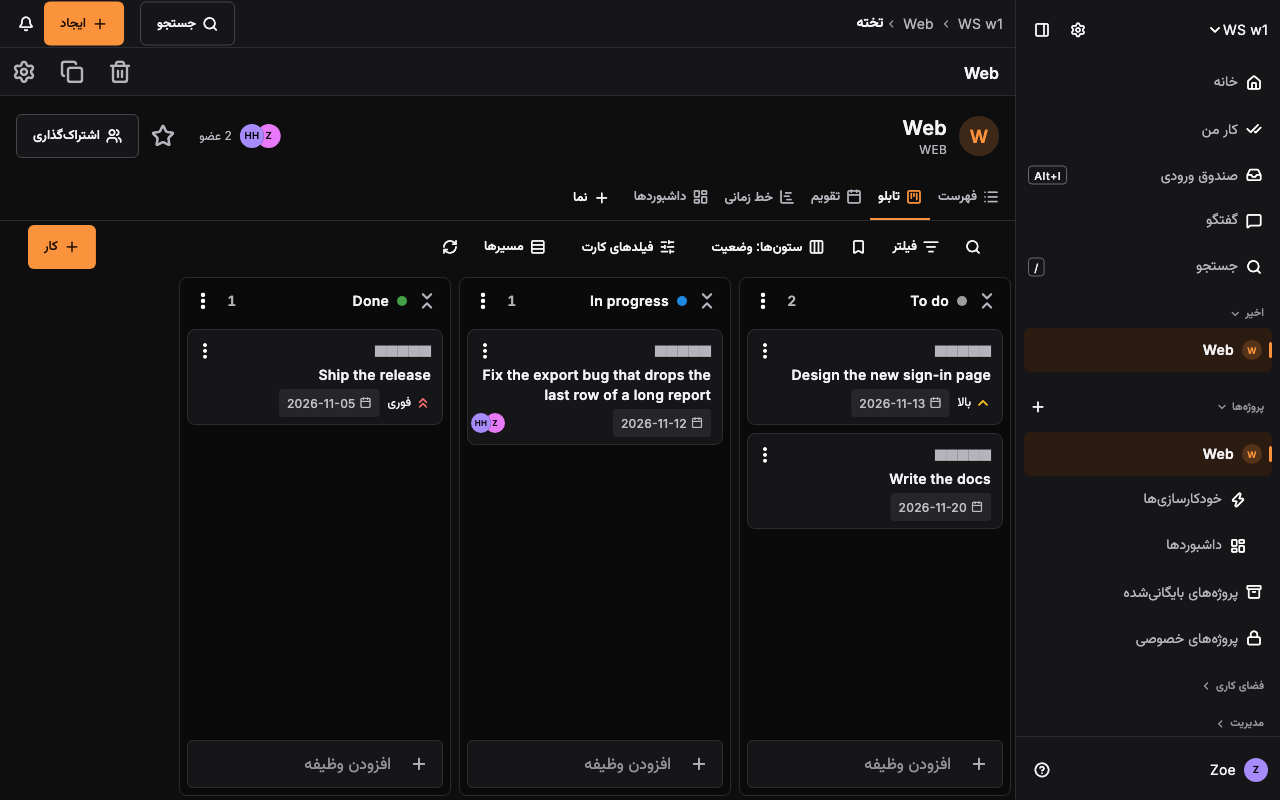 WS w1
خانه
کار من
صندوق ورودی
Alt+I
گفتگو
جستجو
/
اخیر
W Web
پروژه‌ها
W Web
خودکارسازی‌ها
داشبوردها
پروژه‌های بایگانی‌شده
پروژه‌های خصوصی
فضای کاری
مدیریت
Z Zoe
WS w1 › Web › تخته
جستجو
ایجاد
Web
W Web
WEB
Z HH
2 عضو
اشتراک‌گذاری
فهرست
تابلو
تقویم
خط زمانی
داشبوردها
نما
فیلتر
ستون‌ها: وضعیت
فیلدهای کارت
مسیرها
کار
To do
2
Design the new sign-in page
بالا
2026-11-13
Write the docs
2026-11-20
افزودن وظیفه
In progress
1
Fix the export bug that drops the
last row of a long report
2026-11-12
Z HH
افزودن وظیفه
Done
1
Ship the release
فوری
2026-11-05
افزودن وظیفه